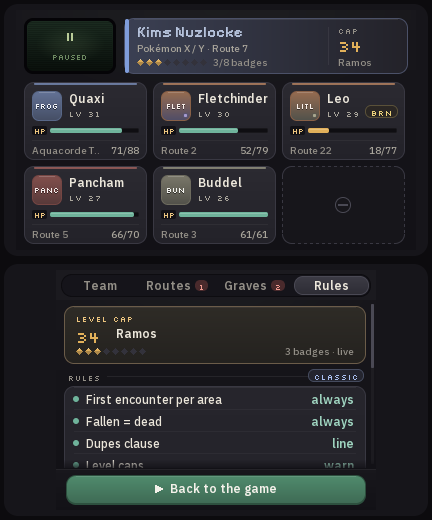 PAUSED
Kims Nuzlocke
Pokémon X / Y · Route 7
3/8 badges
CAP
34
Ramos
FROG
Quaxi
LV 31
HP
Aquacorde T..
71/88
FLET
Fletchinder
LV 30
HP
Route 2
52/79
LITL
Leo
LV 29
BRN
HP
Route 22
18/77
PANC
Pancham
LV 27
HP
Route 5
66/70
BUN
Buddel
LV 26
HP
Route 3
61/61
Team
Routes 1
Graves 2
Rules
LEVEL CAP
34 Ramos
3 badges · live
RULES
CLASSIC
First encounter per area always
Fallen = dead always
Dupes clause line
Level caps warn
▶ Back to the game